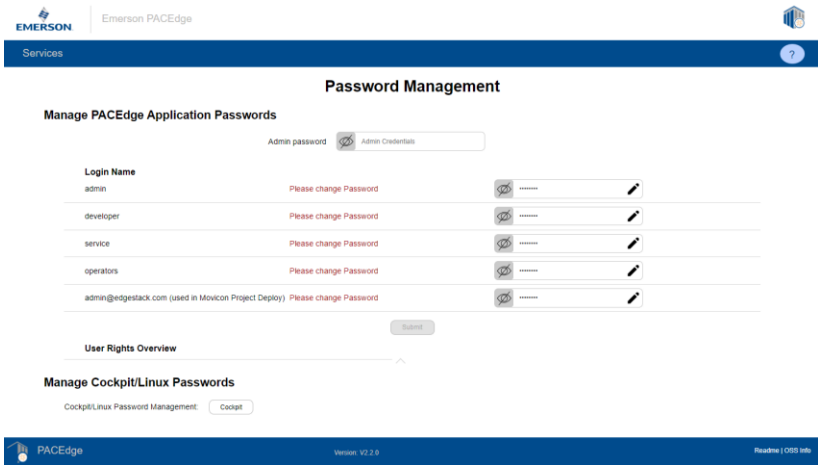 EMERSON
Emerson PACEdge
Services
?
Password Management
Manage PACEdge Application Passwords
Admin password Admin Credentials
Login Name
admin Please change Password ········
developer Please change Password ········
service Please change Password ········
operators Please change Password ········
admin@edgestack.com (used in Movicon Project Deploy) Please change Password ········
Submit
User Rights Overview
Manage Cockpit/Linux Passwords
Cockpit/Linux Password Management: Cockpit
PACEdge Version: V2.2.0 Readme | OSS Info